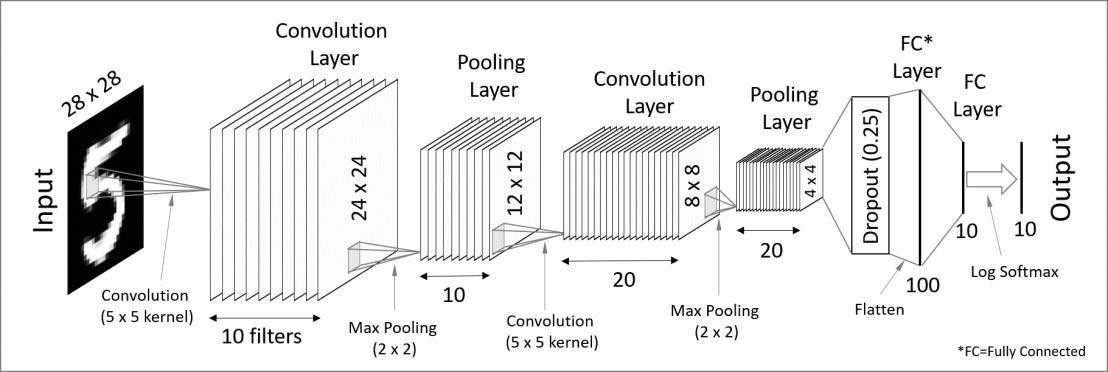 Input
28 x 28
Convolution
(5 x 5 kernel)
Convolution
Layer
24 x 24
10 filters
Max Pooling
(2 x 2)
Pooling
Layer
12 x 12
10
Convolution
(5 x 5 kernel)
Convolution
Layer
8 x 8
20
Max Pooling
(2 x 2)
Pooling
Layer
4 x 4
20
Dropout (0.25)
Flatten
FC*
Layer
100
FC
Layer
10
Log Softmax
10
Output
*FC=Fully Connected
5